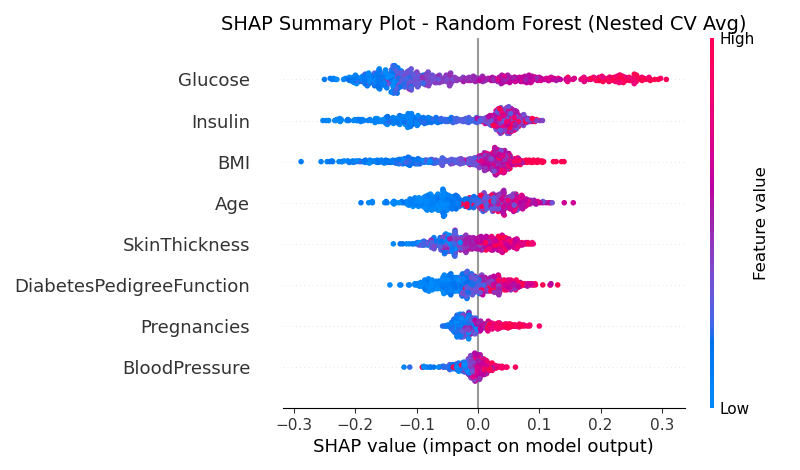 SHAP Summary Plot - Random Forest (Nested CV Avg)
High
Glucose
Insulin
BMI
Age
SkinThickness
DiabetesPedigreeFunction
Pregnancies
BloodPressure
Feature value
Low
−0.3 −0.2 −0.1 0.0 0.1 0.2 0.3
SHAP value (impact on model output)